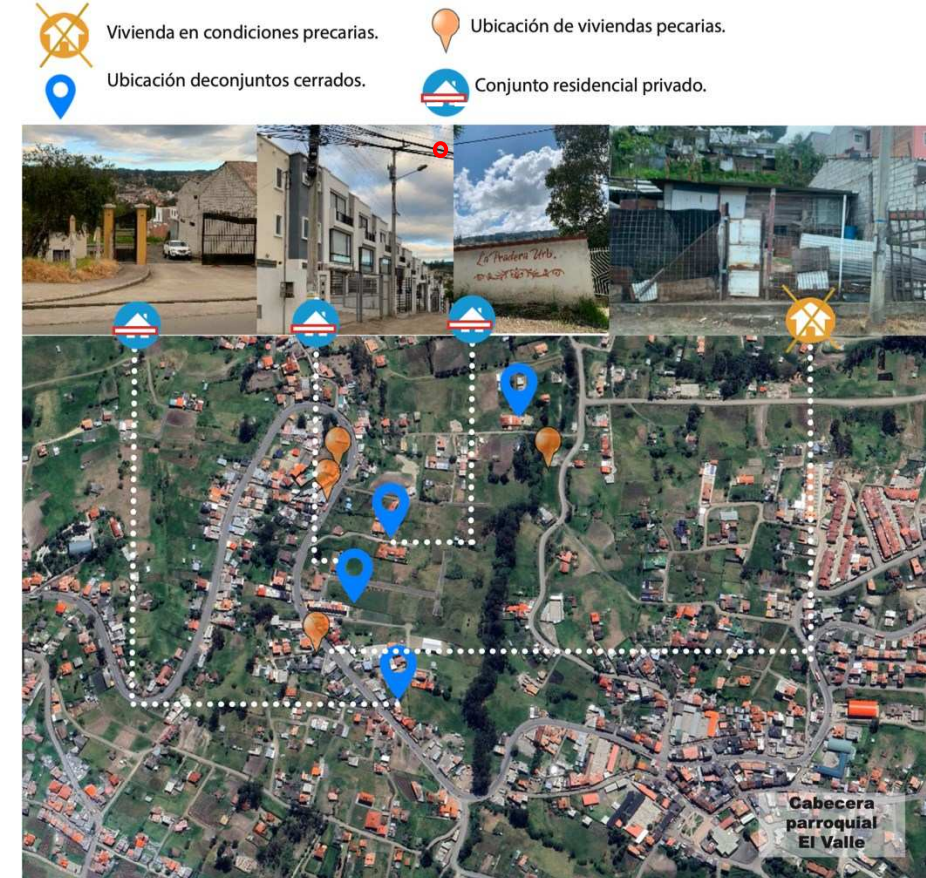 Vivienda en condiciones precarias.
Ubicación de viviendas pecarias.
Ubicación deconjuntos cerrados.
Conjunto residencial privado.
La Pradera Urb.
Cabecera
parroquial
El Valle